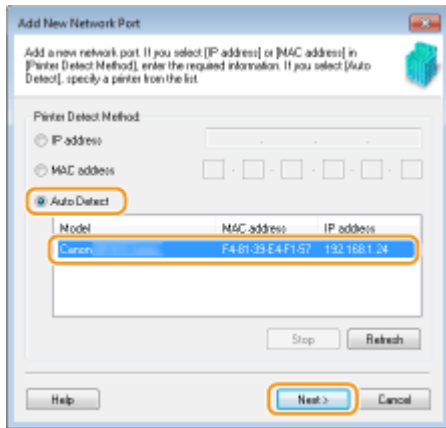 Add New Network Port
Add a new network port. If you select [IP address] or [MAC address] in
[Printer Detect Method], enter the required information. If you select [Auto
Detect], specify a printer from the list.
Printer Detect Method:
IP address
MAC address
Auto Detect
Model MAC address IP address
Canon F4-81-39-E4-F1-57 192.168.1.24
Stop Refresh
Help Next > Cancel